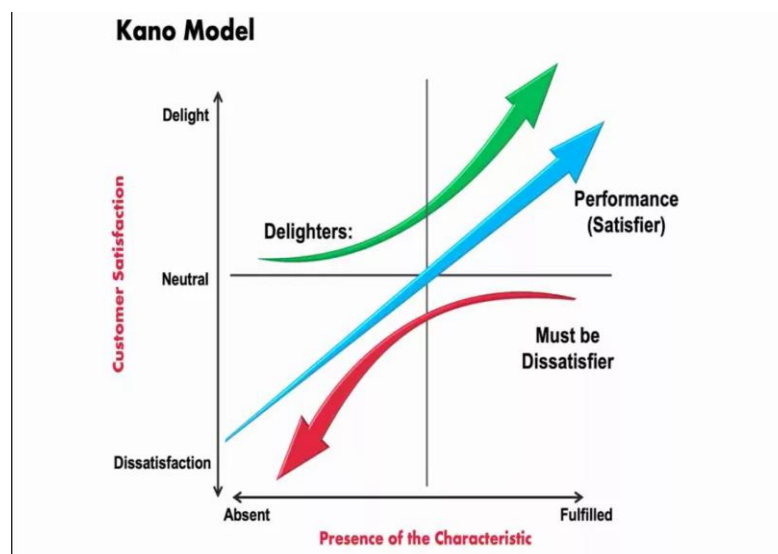 Kano Model
Delight
Customer Satisfaction
Neutral
Dissatisfaction
Delighters:
Performance
(Satisfier)
Must be
Dissatisfier
Absent
Fulfilled
Presence of the Characteristic